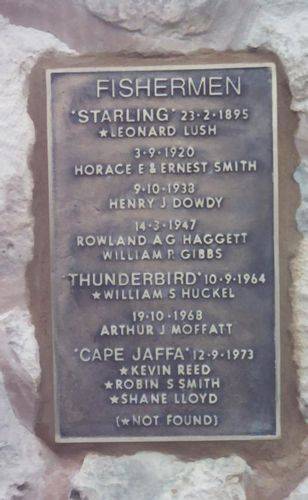 FISHERMEN
"STARLING" 23·2·1895
★LEONARD LUSH
3·9·1920
HORACE E & ERNEST SMITH
9·10·1938
HENRY J DOWDY
14·3·1947
ROWLAND A G HAGGETT
WILLIAM P. GIBBS
"THUNDERBIRD" 10·9·1964
★WILLIAM S HUCKEL
19·10·1968
ARTHUR J MOFFATT
"CAPE JAFFA" 12·9·1973
★KEVIN REED
★ROBIN S SMITH
★SHANE LLOYD
(★NOT FOUND)